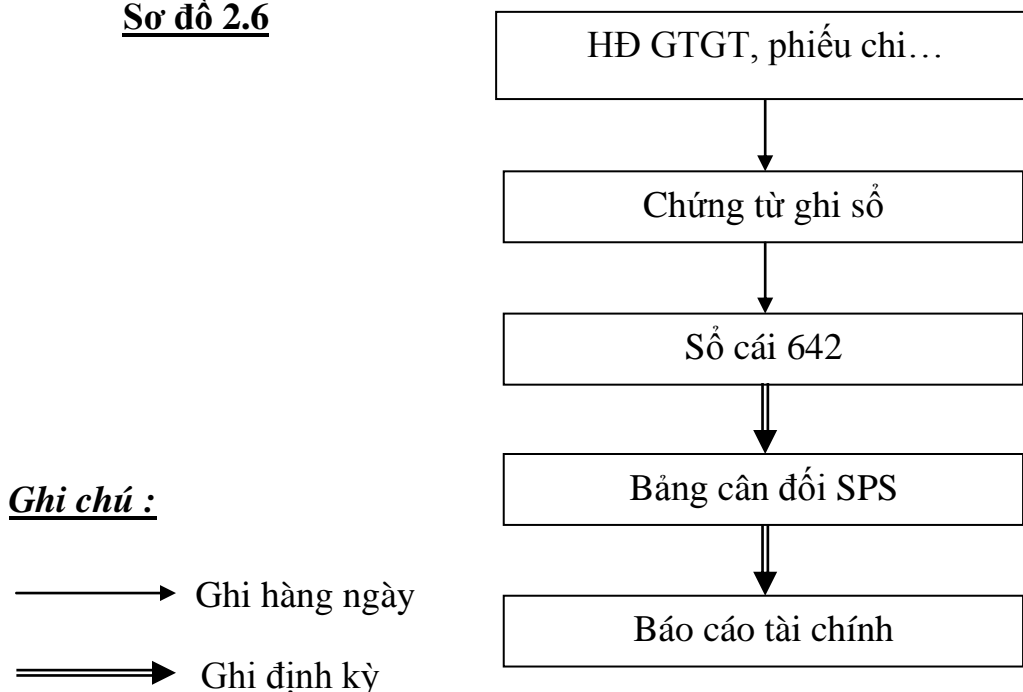 Sơ đồ 2.6
HĐ GTGT, phiếu chi…
Chứng từ ghi sổ
Sổ cái 642
Bảng cân đối SPS
Báo cáo tài chính
Ghi chú :
Ghi hàng ngày
Ghi định kỳ